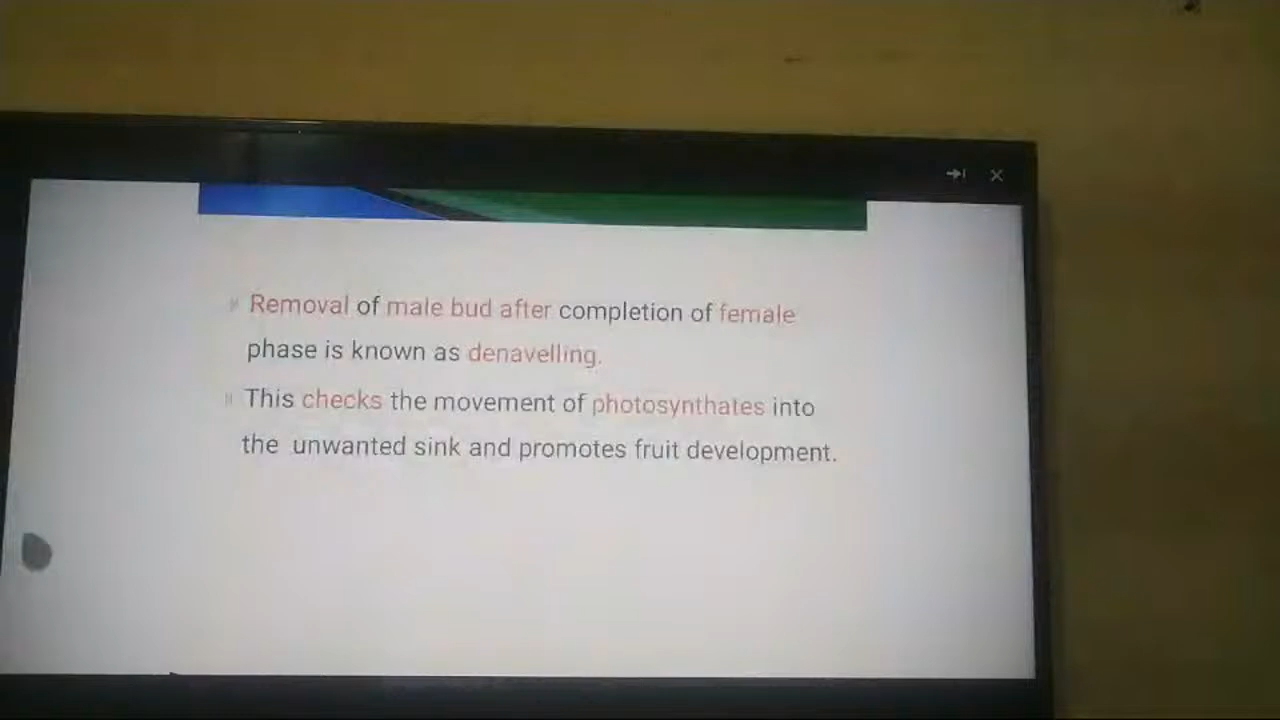 Removal of male bud after completion of female
phase is known as denavelling.
This checks the movement of photosynthates into
the unwanted sink and promotes fruit development.